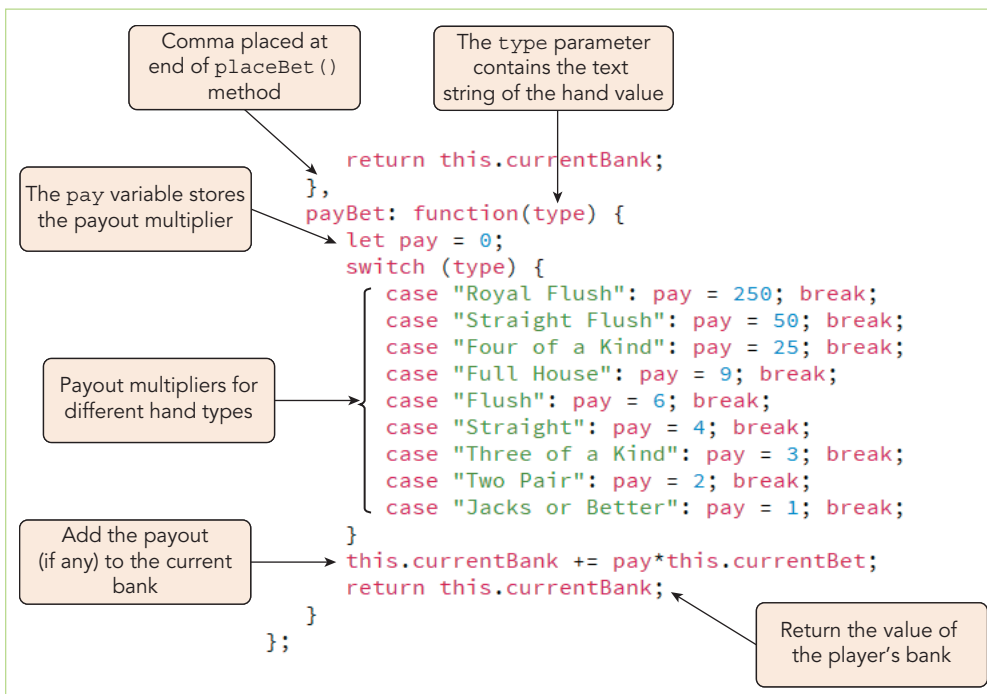 Comma placed at
end of placeBet()
method
The type parameter
contains the text
string of the hand value
return this.currentBank;
},
The pay variable stores
the payout multiplier
payBet: function(type) {
let pay = 0;
switch (type) {
case "Royal Flush": pay = 250; break;
case "Straight Flush": pay = 50; break;
case "Four of a Kind": pay = 25; break;
case "Full House": pay = 9; break;
case "Flush": pay = 6; break;
case "Straight": pay = 4; break;
case "Three of a Kind": pay = 3; break;
case "Two Pair": pay = 2; break;
case "Jacks or Better": pay = 1; break;
Payout multipliers for
different hand types
}
Add the payout
(if any) to the current
bank
this.currentBank += pay*this.currentBet;
return this.currentBank;
}
};
Return the value of
the player’s bank